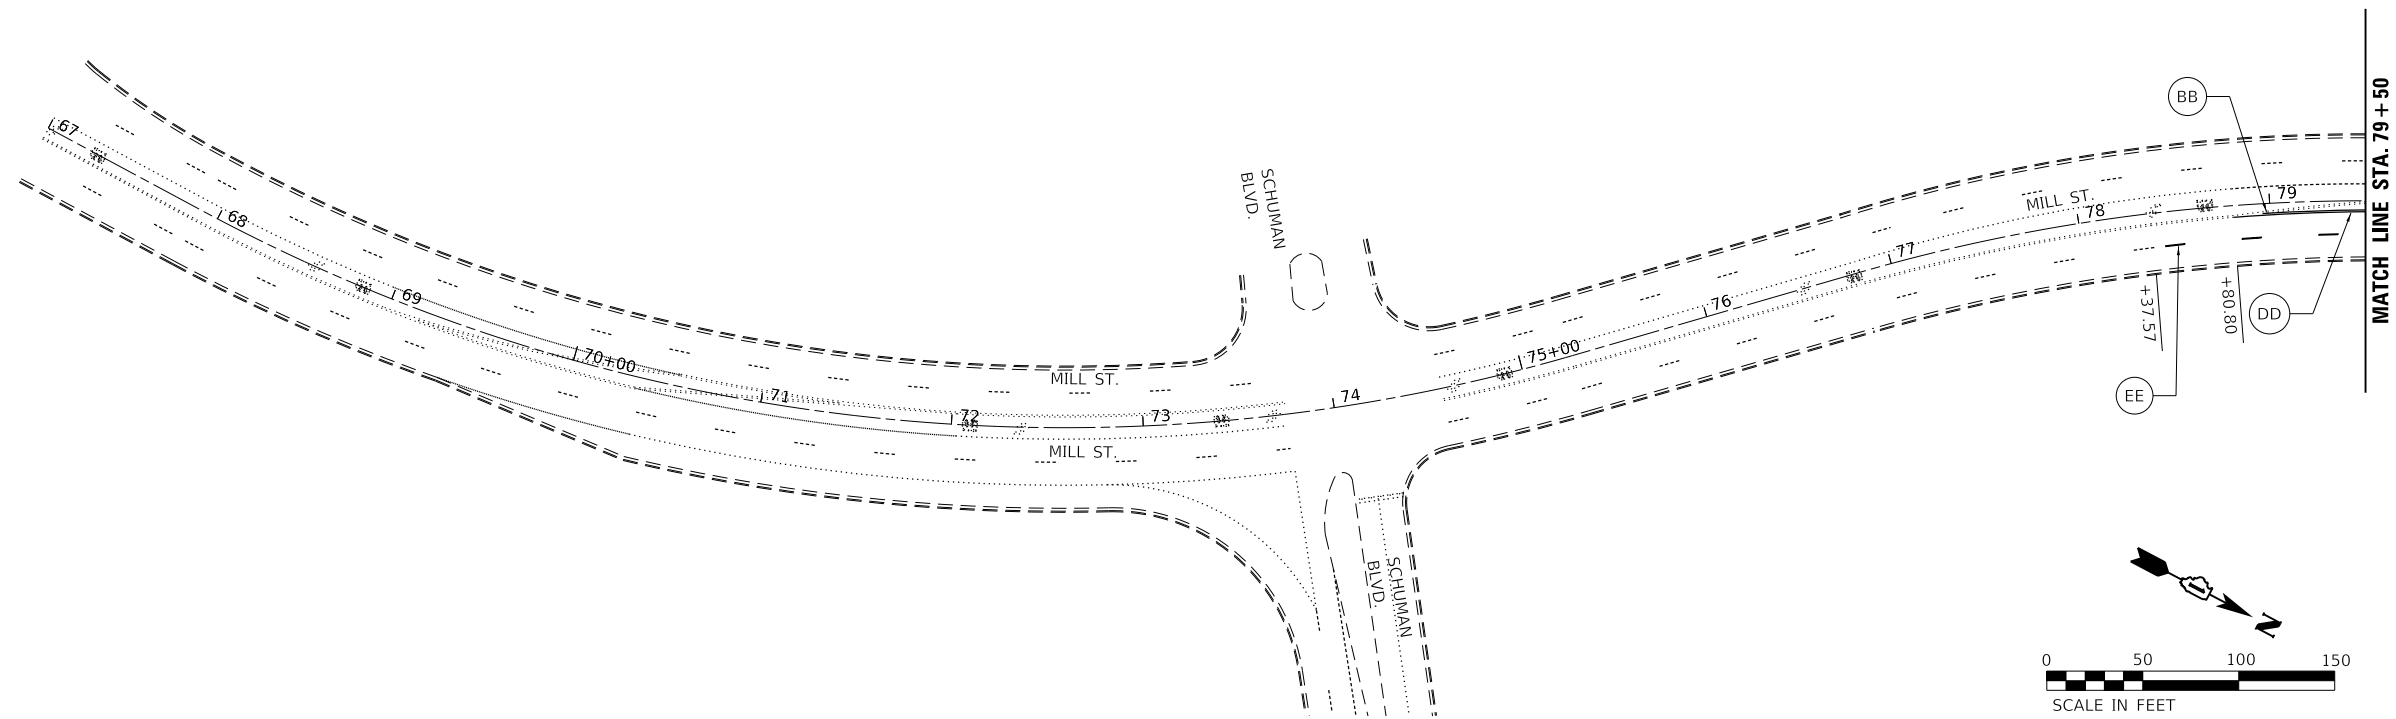 67
68
69
70+00
71
72
73
74
75+00
76
77
78
79
MILL ST.
MILL ST.
MILL ST.
SCHUMAN
BLVD.
SCHUMAN
BLVD.
BB
DD
EE
+37.57
+80.80
MATCH LINE STA. 79+50
N
0 50 100 150
SCALE IN FEET